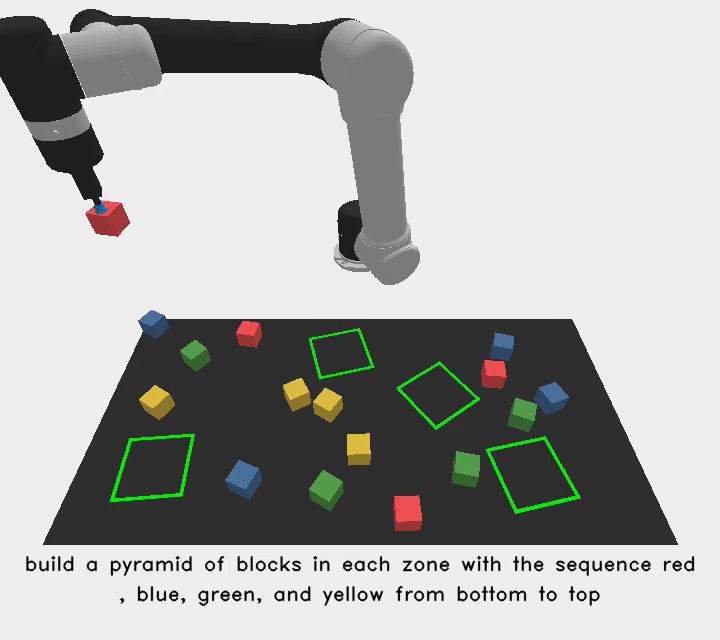 build a pyramid of blocks in each zone with the sequence red
, blue, green, and yellow from bottom to top